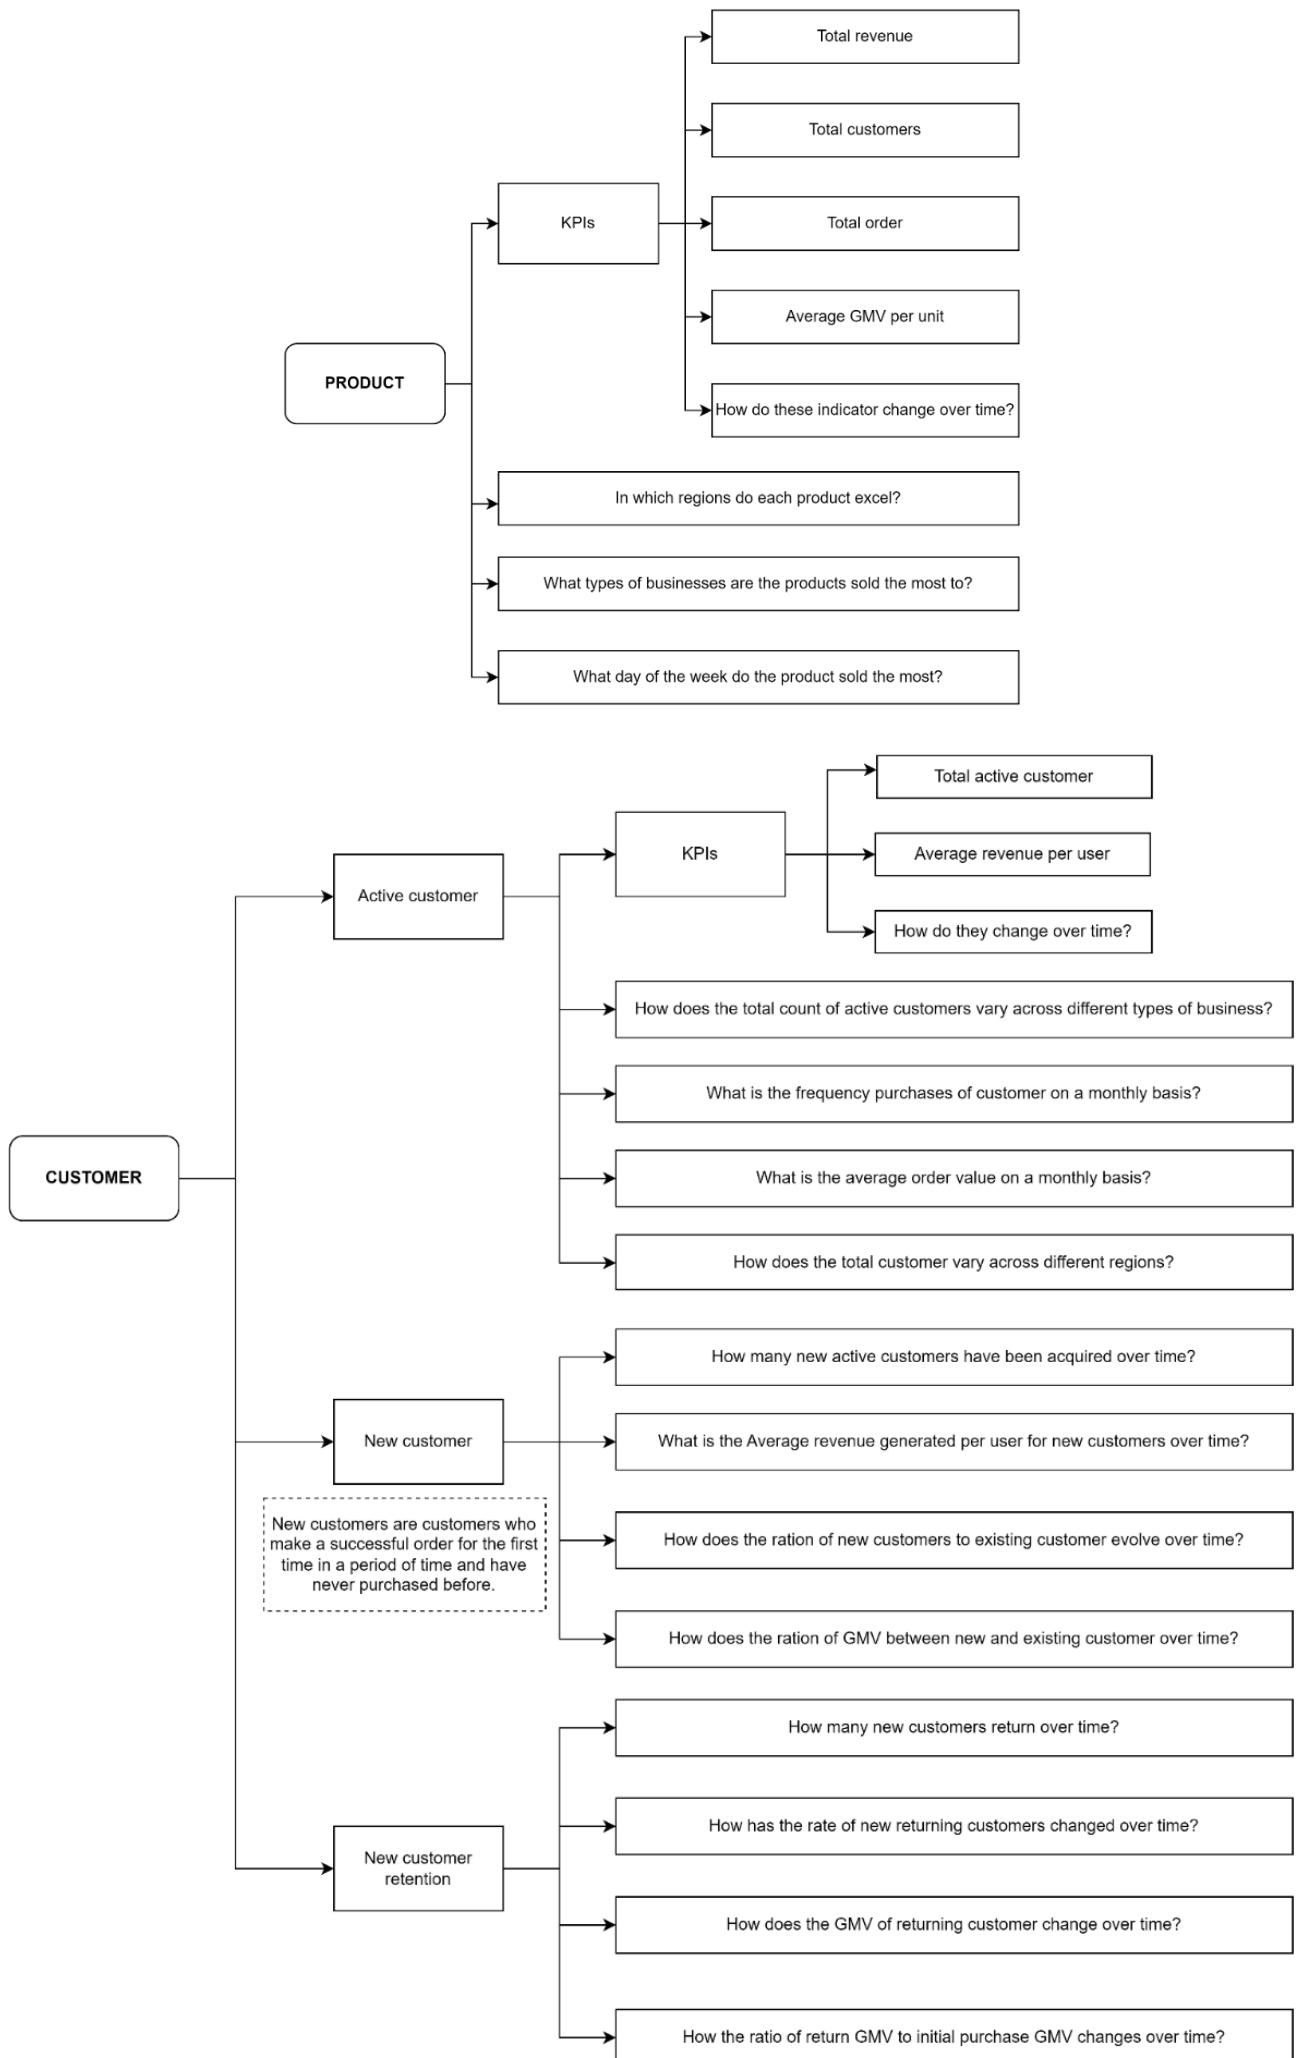 Total revenue
Total customers
KPIs
Total order
Average GMV per unit
PRODUCT
How do these indicator change over time?
In which regions do each product excel?
What types of businesses are the products sold the most to?
What day of the week do the product sold the most?
Total active customer
KPIs
Average revenue per user
Active customer
How do they change over time?
How does the total count of active customers vary across different types of business?
What is the frequency purchases of customer on a monthly basis?
CUSTOMER
What is the average order value on a monthly basis?
How does the total customer vary across different regions?
How many new active customers have been acquired over time?
New customer
What is the Average revenue generated per user for new customers over time?
New customers are customers who
make a successful order for the first
time in a period of time and have
never purchased before.
How does the ration of new customers to existing customer evolve over time?
How does the ration of GMV between new and existing customer over time?
How many new customers return over time?
How has the rate of new returning customers changed over time?
New customer
retention
How does the GMV of returning customer change over time?
How the ratio of return GMV to initial purchase GMV changes over time?